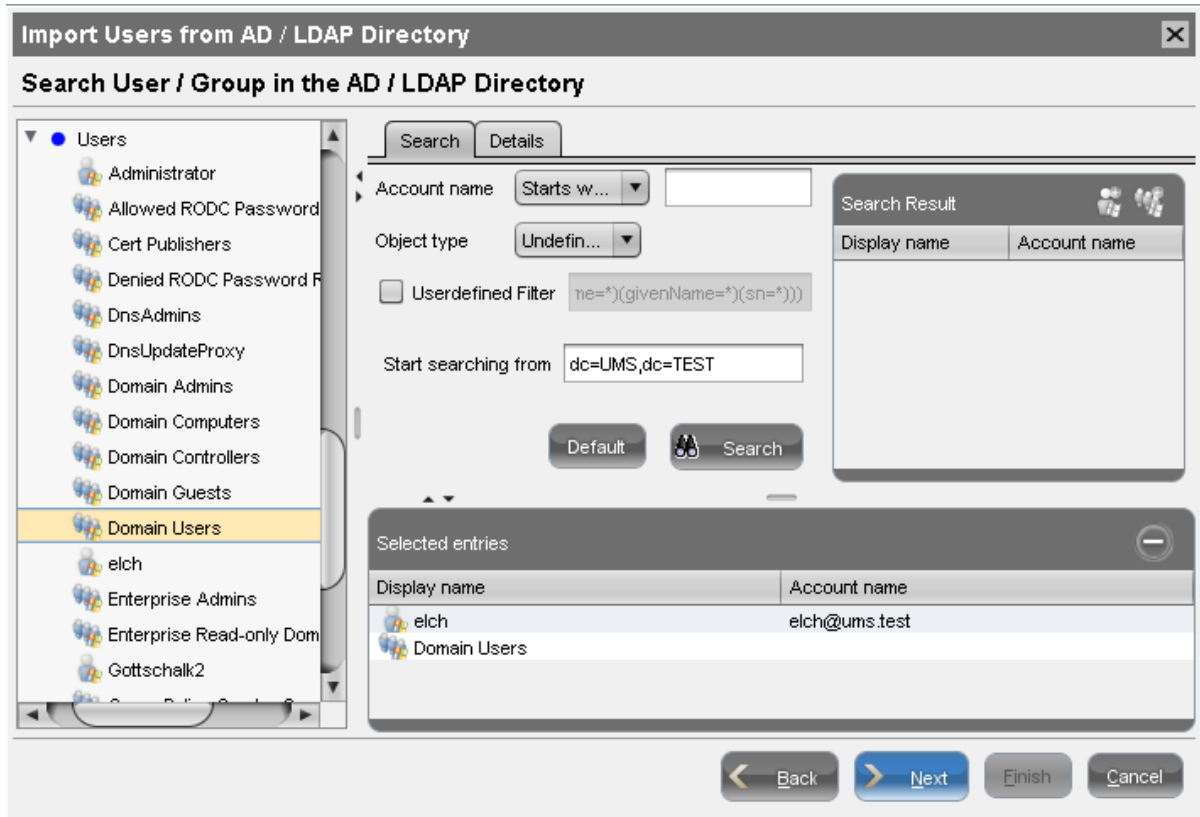 Import Users from AD / LDAP Directory
Search User / Group in the AD / LDAP Directory
Users
Administrator
Allowed RODC Password
Cert Publishers
Denied RODC Password R
DnsAdmins
DnsUpdateProxy
Domain Admins
Domain Computers
Domain Controllers
Domain Guests
Domain Users
elch
Enterprise Admins
Enterprise Read-only Dom
Gottschalk2
Search Details
Account name Starts w...
Object type Undefin...
Userdefined Filter ne=*)(givenName=*)(sn=*)))
Start searching from dc=UMS,dc=TEST
Default Search
Search Result
Display name Account name
Selected entries
Display name Account name
elch elch@ums.test
Domain Users
Back Next Finish Cancel